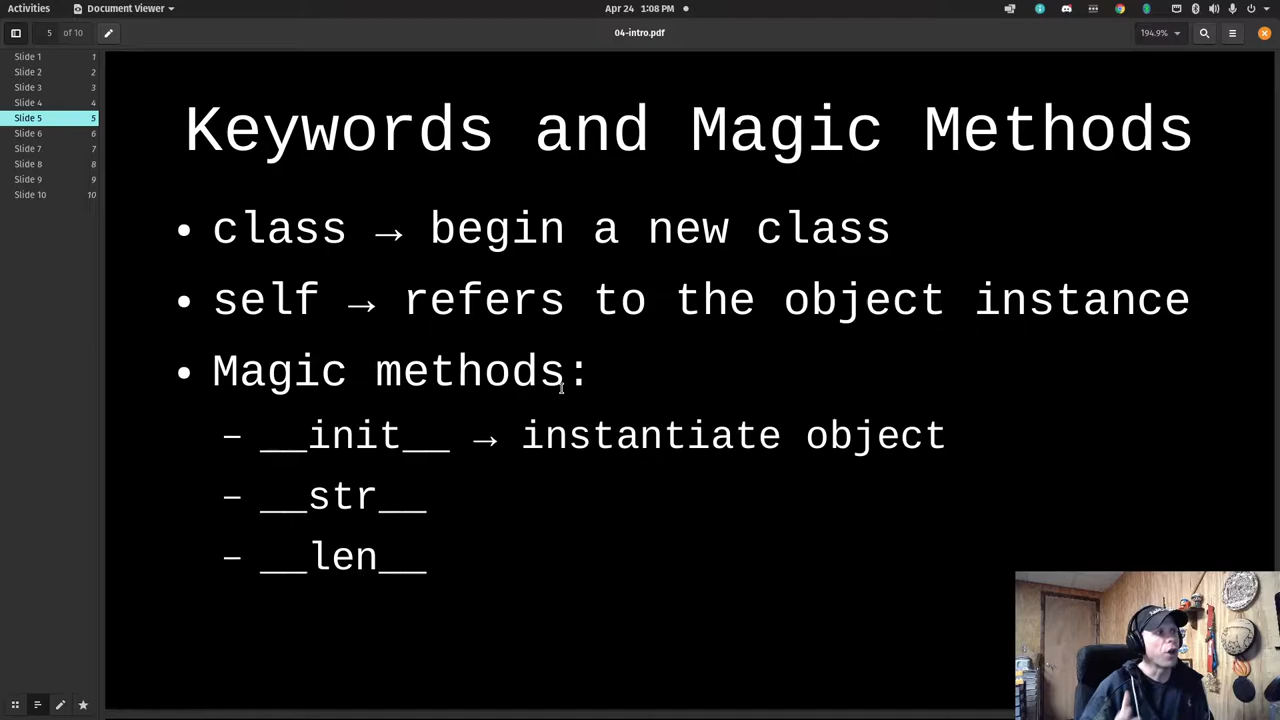 Activities
Document Viewer
Apr 24 1:08 PM
5 of 10
04-intro.pdf
194.9%
Slide 1 1
Slide 2 2
Slide 3 3
Slide 4 4
Slide 5 5
Slide 6 6
Slide 7 7
Slide 8 8
Slide 9 9
Slide 10 10
Keywords and Magic Methods
• class → begin a new class
• self → refers to the object instance
• Magic methods:
– __init__ → instantiate object
– __str__
– __len__